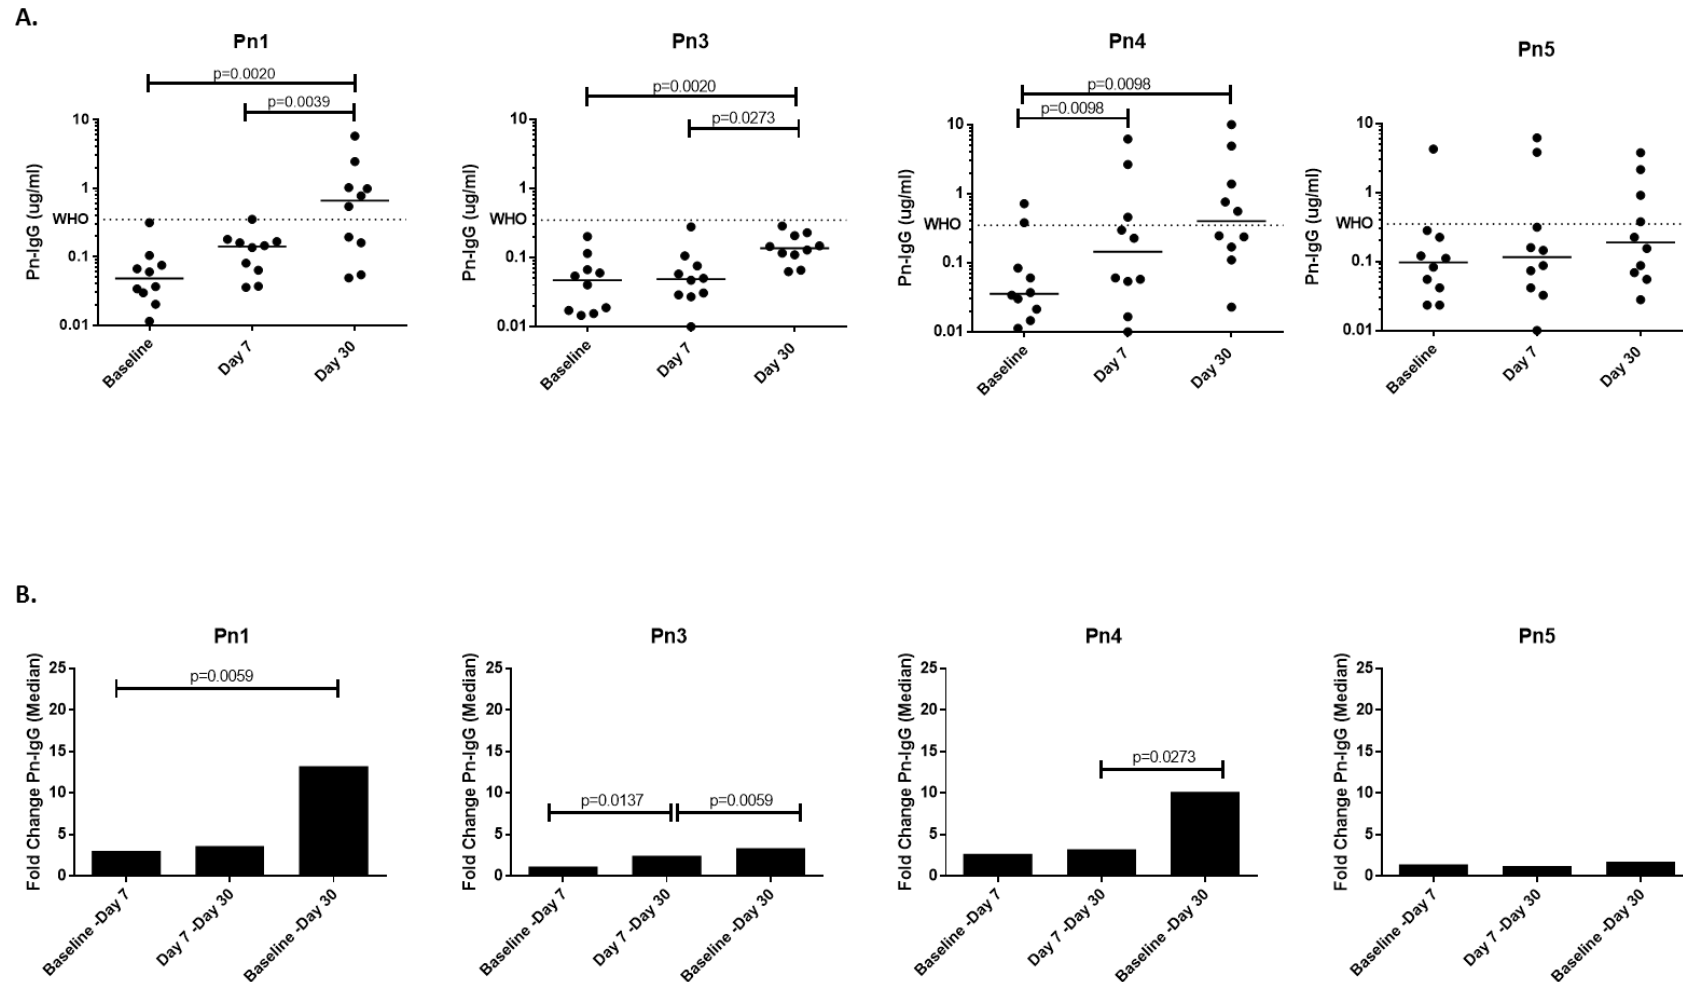 A.
Pn1
p=0.0020
p=0.0039
Pn-IgG (ug/ml)
10
1
WHO
0.1
0.01
Baseline
Day 7
Day 30
Pn3
p=0.0020
p=0.0273
Pn-IgG (ug/ml)
10
1
WHO
0.1
0.01
Baseline
Day 7
Day 30
Pn4
p=0.0098
p=0.0098
Pn-IgG (ug/ml)
10
1
WHO
0.1
0.01
Baseline
Day 7
Day 30
Pn5
Pn-IgG (ug/ml)
10
1
WHO
0.1
0.01
Baseline
Day 7
Day 30
B.
Pn1
p=0.0059
Fold Change Pn-IgG (Median)
25
20
15
10
5
0
Baseline -Day 7
Day 7 -Day 30
Baseline -Day 30
Pn3
p=0.0137
p=0.0059
Fold Change Pn-IgG (Median)
25
20
15
10
5
0
Baseline -Day 7
Day 7 -Day 30
Baseline -Day 30
Pn4
p=0.0273
Fold Change Pn-IgG (Median)
25
20
15
10
5
0
Baseline -Day 7
Day 7 -Day 30
Baseline -Day 30
Pn5
Fold Change Pn-IgG (Median)
25
20
15
10
5
0
Baseline -Day 7
Day 7 -Day 30
Baseline -Day 30